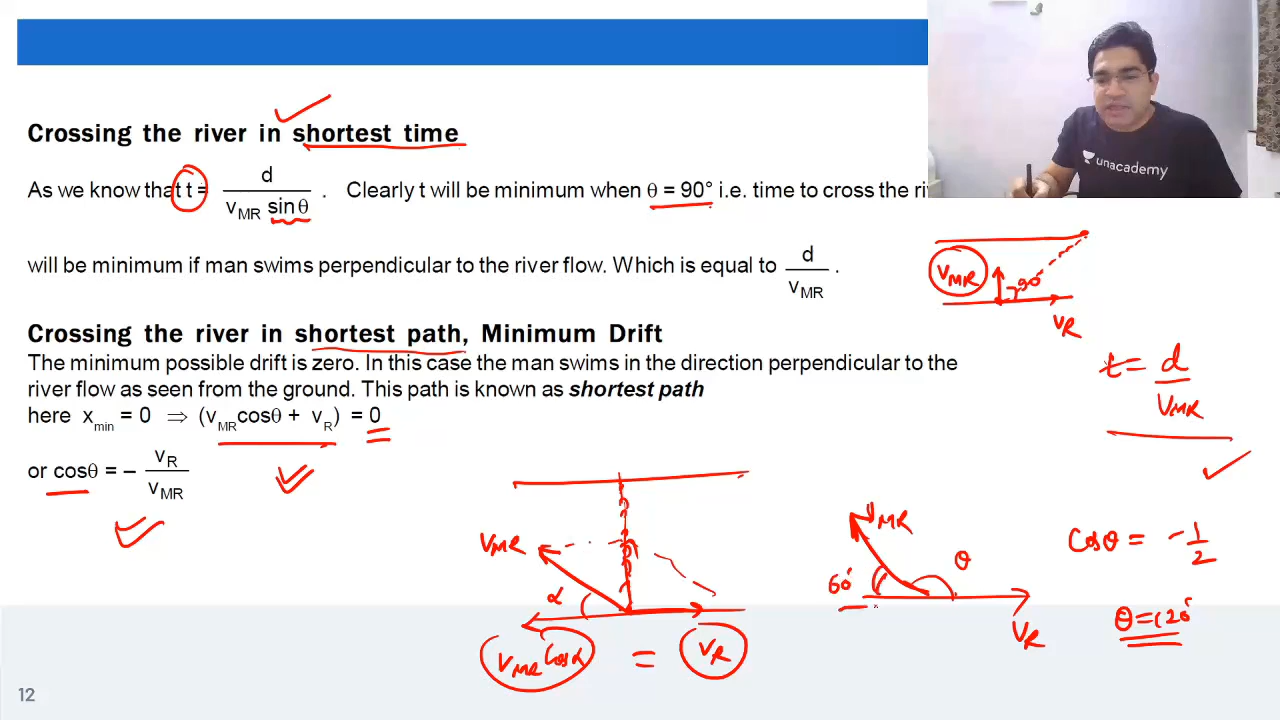 Crossing the river in shortest time
As we know that t = d / v_MR sin θ . Clearly t will be minimum when θ = 90° i.e. time to cross the
will be minimum if man swims perpendicular to the river flow. Which is equal to d / v_MR .
Crossing the river in shortest path, Minimum Drift
The minimum possible drift is zero. In this case the man swims in the direction perpendicular to the
river flow as seen from the ground. This path is known as shortest path
here x_min = 0 ⇒ (v_MR cosθ + v_R) = 0
or cosθ = – v_R / v_MR
unacademy
V_MR
90°
V_R
t = d / V_MR
V_MR
α
V_MR cosα = V_R
V_MR
60°
θ
V_R
Cosθ = -1/2
θ = 120°
12